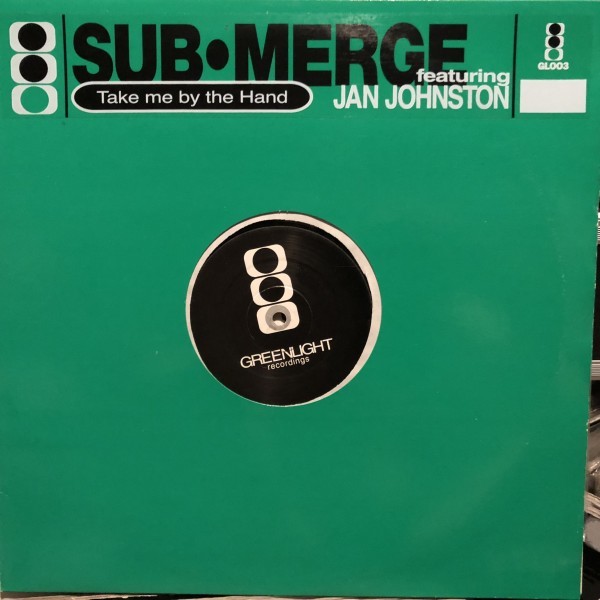 SUB•MERGE
featuring
Take me by the Hand
JAN JOHNSTON
GL003
GREENLIGHT
recordings